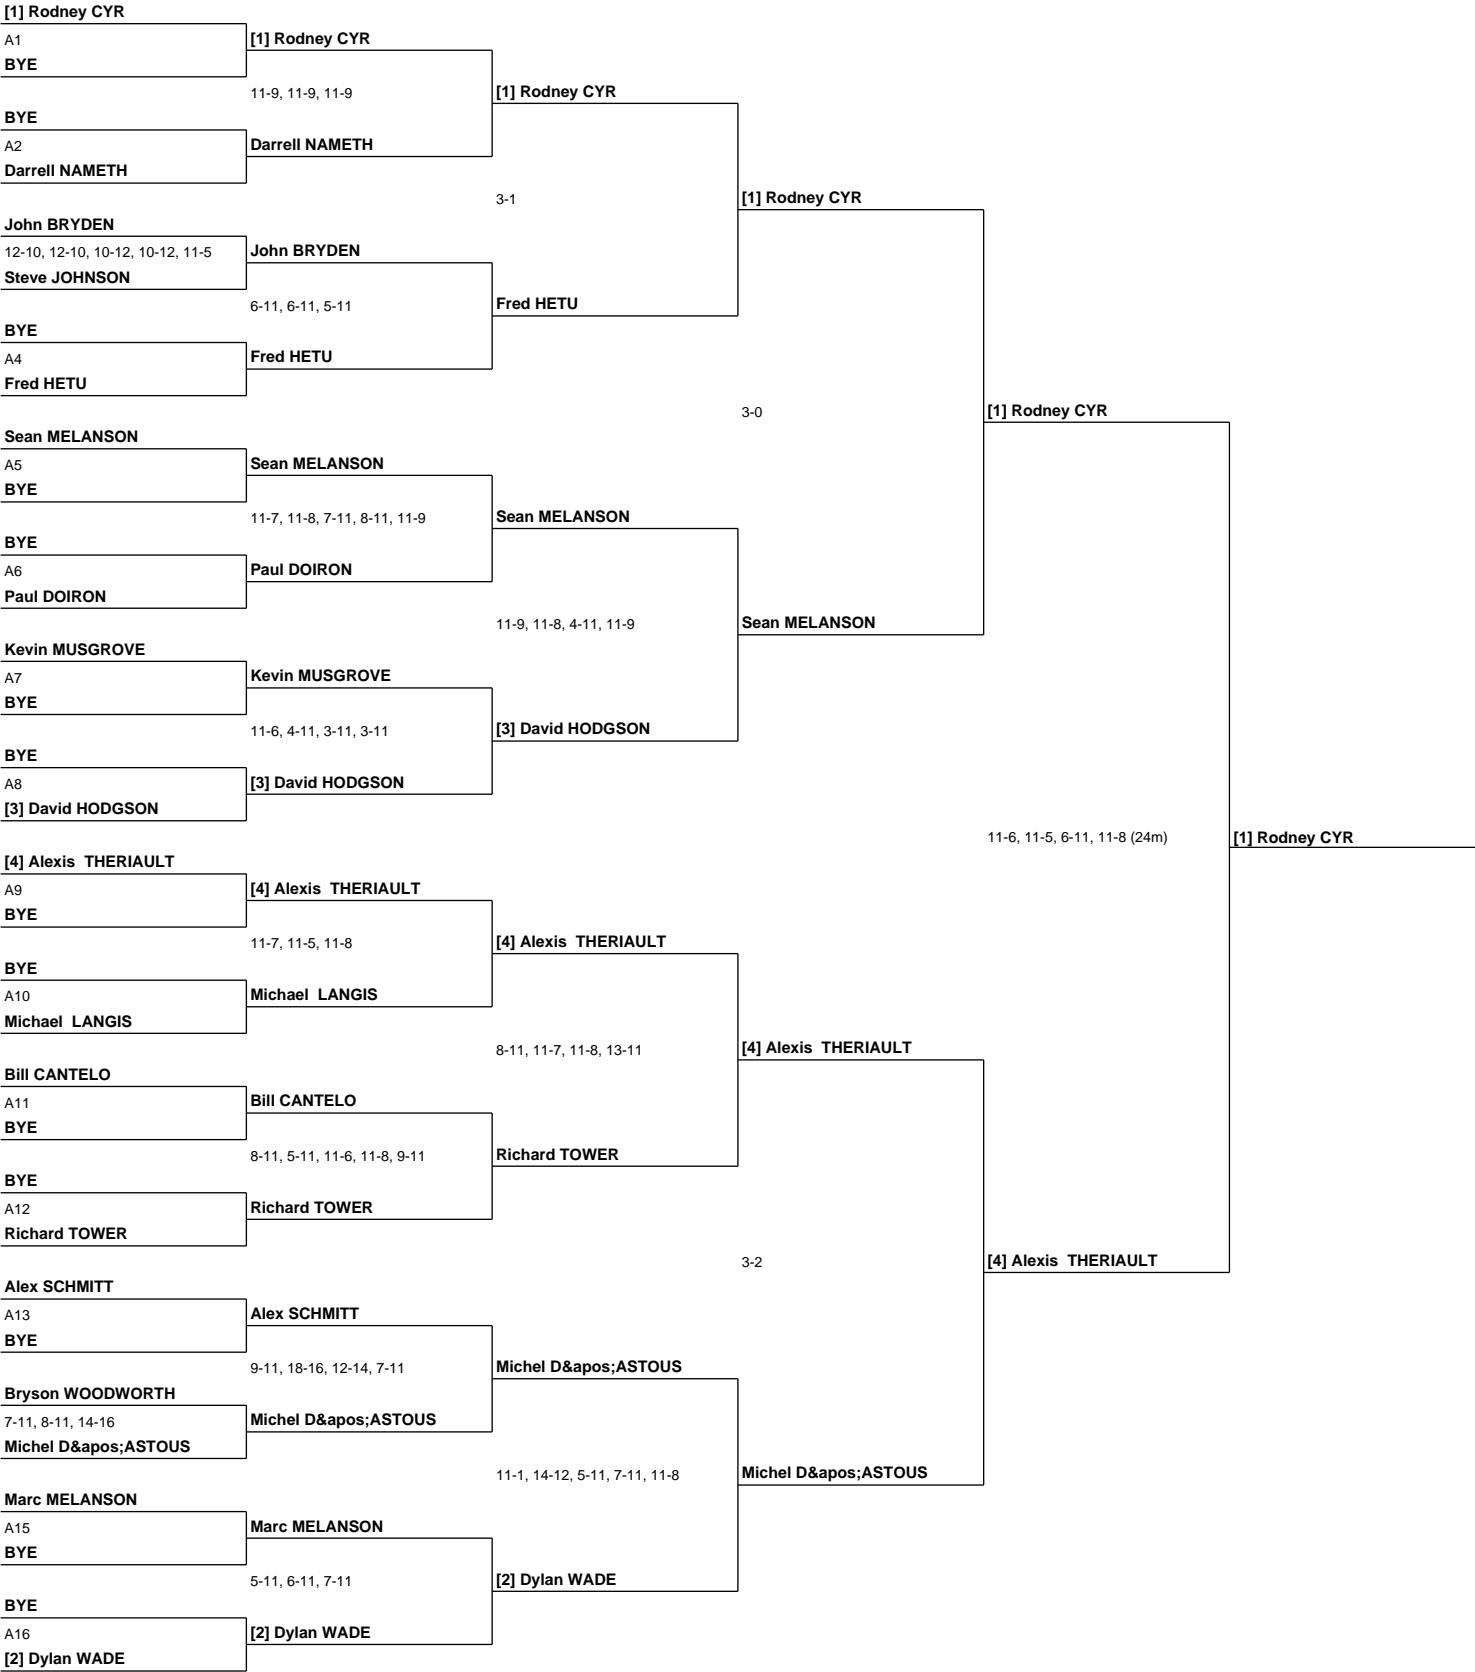 [1] Rodney CYR
A1
BYE
BYE
A2
Darrell NAMETH
John BRYDEN
12-10, 12-10, 10-12, 10-12, 11-5
Steve JOHNSON
BYE
A4
Fred HETU
Sean MELANSON
A5
BYE
BYE
A6
Paul DOIRON
Kevin MUSGROVE
A7
BYE
BYE
A8
[3] David HODGSON
[4] Alexis  THERIAULT
A9
BYE
BYE
A10
Michael  LANGIS
Bill CANTELO
A11
BYE
BYE
A12
Richard TOWER
Alex SCHMITT
A13
BYE
Bryson WOODWORTH
7-11, 8-11, 14-16
Michel D&amp;apos;ASTOUS
Marc MELANSON
A15
BYE
BYE
A16
[2] Dylan WADE
[1] Rodney CYR
11-9, 11-9, 11-9
Darrell NAMETH
John BRYDEN
6-11, 6-11, 5-11
Fred HETU
Sean MELANSON
11-7, 11-8, 7-11, 8-11, 11-9
Paul DOIRON
Kevin MUSGROVE
11-6, 4-11, 3-11, 3-11
[3] David HODGSON
[4] Alexis  THERIAULT
11-7, 11-5, 11-8
Michael  LANGIS
Bill CANTELO
8-11, 5-11, 11-6, 11-8, 9-11
Richard TOWER
Alex SCHMITT
9-11, 18-16, 12-14, 7-11
Michel D&apos;ASTOUS
Marc MELANSON
5-11, 6-11, 7-11
[2] Dylan WADE
[1] Rodney CYR
3-1
Fred HETU
Sean MELANSON
11-9, 11-8, 4-11, 11-9
[3] David HODGSON
[4] Alexis  THERIAULT
8-11, 11-7, 11-8, 13-11
Richard TOWER
Michel D&apos;ASTOUS
11-1, 14-12, 5-11, 7-11, 11-8
[2] Dylan WADE
[1] Rodney CYR
3-0
Sean MELANSON
[4] Alexis  THERIAULT
3-2
Michel D&apos;ASTOUS
[1] Rodney CYR
11-6, 11-5, 6-11, 11-8 (24m)
[4] Alexis  THERIAULT
[1] Rodney CYR